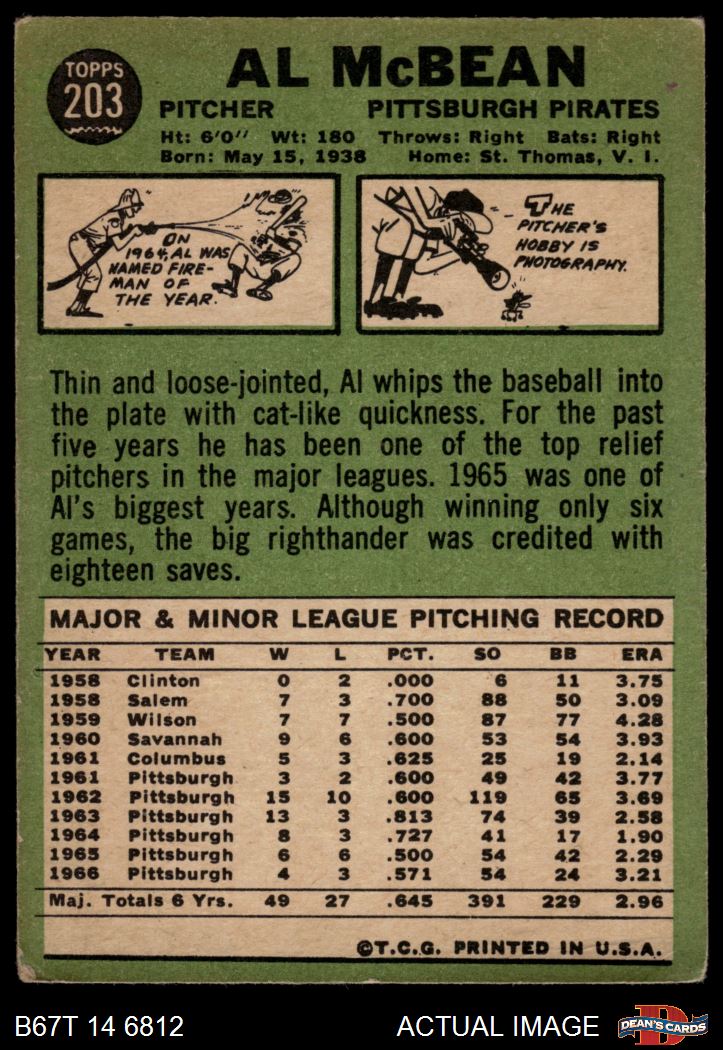 TOPPS
203
AL McBEAN
PITCHER PITTSBURGH PIRATES
Ht: 6'0'' Wt: 180 Throws: Right Bats: Right
Born: May 15, 1938 Home: St. Thomas, V. I.
ON
1964, AL WAS
NAMED FIRE-
MAN OF
THE YEAR.
THE
PITCHER'S
HOBBY IS
PHOTOGRAPHY.
Thin and loose-jointed, Al whips the baseball into
the plate with cat-like quickness. For the past
five years he has been one of the top relief
pitchers in the major leagues. 1965 was one of
Al's biggest years. Although winning only six
games, the big righthander was credited with
eighteen saves.
MAJOR & MINOR LEAGUE PITCHING RECORD
YEAR TEAM W L PCT. SO BB ERA
1958 Clinton 0 2 .000 6 11 3.75
1958 Salem 7 3 .700 88 50 3.09
1959 Wilson 7 7 .500 87 77 4.28
1960 Savannah 9 6 .600 53 54 3.93
1961 Columbus 5 3 .625 25 19 2.14
1961 Pittsburgh 3 2 .600 49 42 3.77
1962 Pittsburgh 15 10 .600 119 65 3.69
1963 Pittsburgh 13 3 .813 74 39 2.58
1964 Pittsburgh 8 3 .727 41 17 1.90
1965 Pittsburgh 6 6 .500 54 42 2.29
1966 Pittsburgh 4 3 .571 54 24 3.21
Maj. Totals 6 Yrs. 49 27 .645 391 229 2.96
©T.C.G. PRINTED IN U.S.A.
B67T 14 6812 ACTUAL IMAGE
DEAN'S CARDS